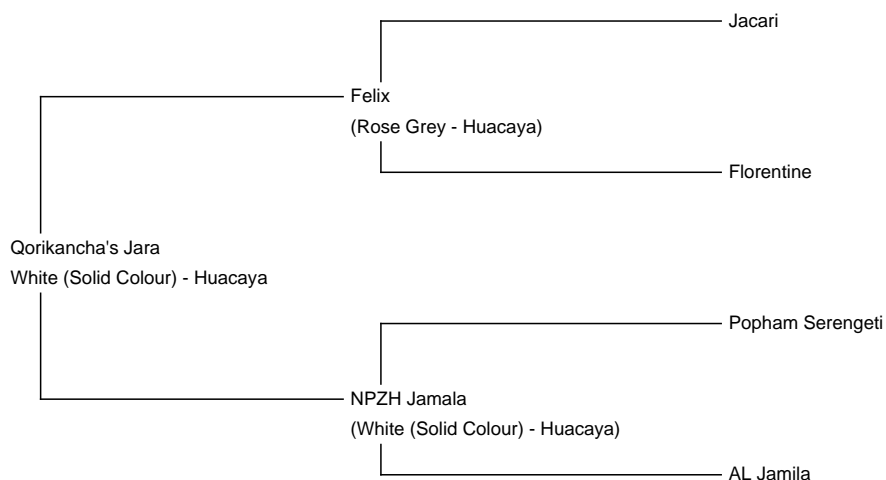 Jacari
Felix
(Rose Grey - Huacaya)
Florentine
Qorikancha's Jara
White (Solid Colour) - Huacaya
Popham Serengeti
NPZH Jamala
(White (Solid Colour) - Huacaya)
AL Jamila